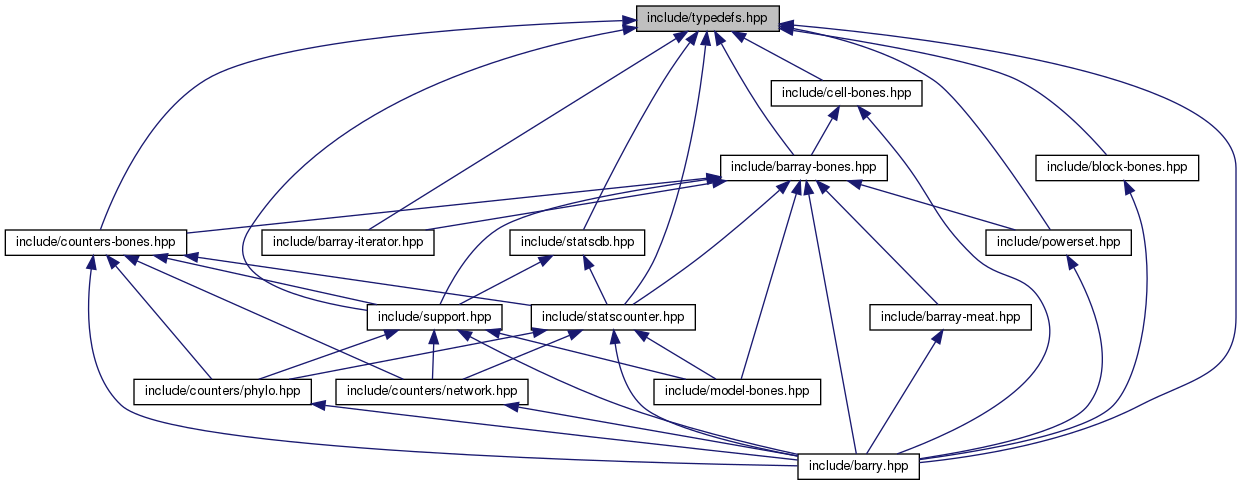 include/typedefs.hpp
include/cell-bones.hpp
include/barray-bones.hpp
include/block-bones.hpp
include/counters-bones.hpp
include/barray-iterator.hpp
include/statsdb.hpp
include/powerset.hpp
include/support.hpp
include/statscounter.hpp
include/barray-meat.hpp
include/counters/phylo.hpp
include/counters/network.hpp
include/model-bones.hpp
include/barry.hpp